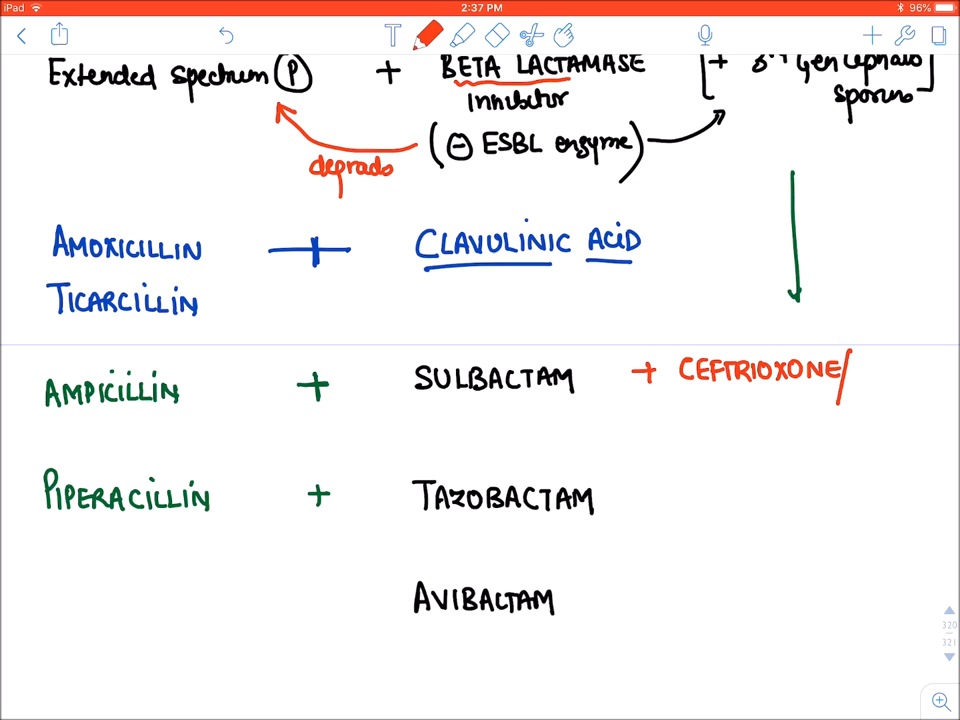 iPad 2:37 PM 96%
T
Extended spectrum (P) + BETA LACTAMASE
Inhibitor
[+ 3rd Gen Cephalo
sporins]
(⊖ ESBL enzyme)
degrado
AMOXICILLIN + CLAVULINIC ACiD
TICARCILLIN
AMPICILLIN + SULBACTAM + CEFTRIOXONE/
PIPERACILLIN + TAZOBACTAM
AVIBACTAM
320
321